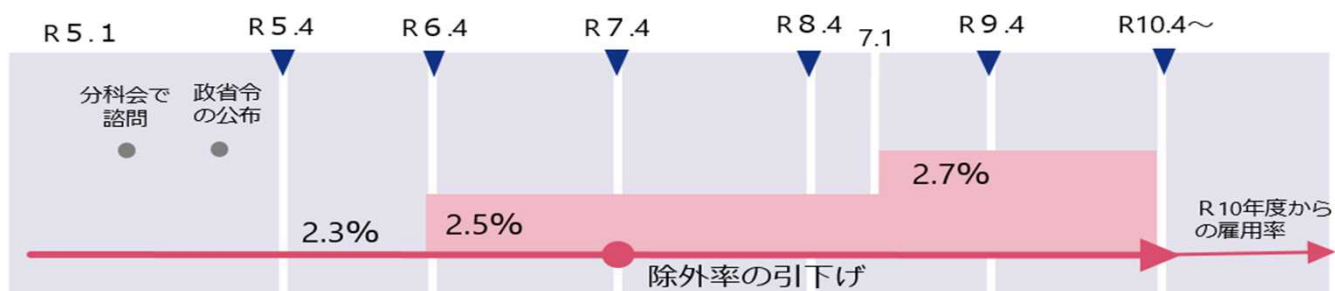 R5.1
R5.4
R6.4
R7.4
R8.4
7.1
R9.4
R10.4～
分科会で
諮問
政省令
の公布
2.3%
2.5%
2.7%
R10年度から
の雇用率
除外率の引下げ